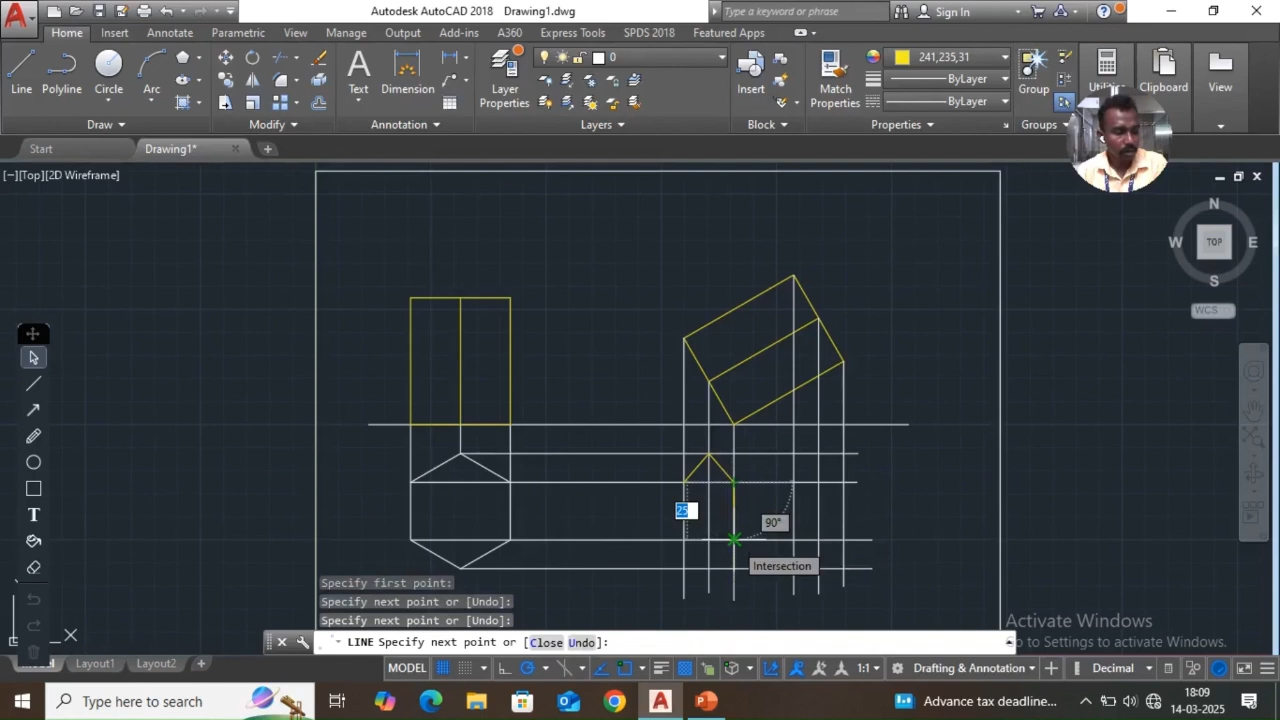 Autodesk AutoCAD 2018 Drawing1.dwg
Type a keyword or phrase
Sign In
Home Insert Annotate Parametric View Manage Output Add-ins A360 Express Tools SPDS 2018 Featured Apps
Line Polyline Circle Arc
Text Dimension
Layer Properties
0
Insert
Match Properties
241,235,31
ByLayer
ByLayer
Group
Clipboard
View
Draw Modify Annotation Layers Block Properties Groups
Start Drawing1*
[−][Top][2D Wireframe]
N
W TOP E
S
WCS
25
90°
Intersection
Specify first point:
Specify next point or [Undo]:
Specify next point or [Undo]:
LINE Specify next point or [Close Undo]:
Y
X
T
Activate Windows
to Settings to activate Windows.
Layout1 Layout2
MODEL 1:1 Drafting & Annotation Decimal
Type here to search
Advance tax deadline...
18:09
14-03-2025